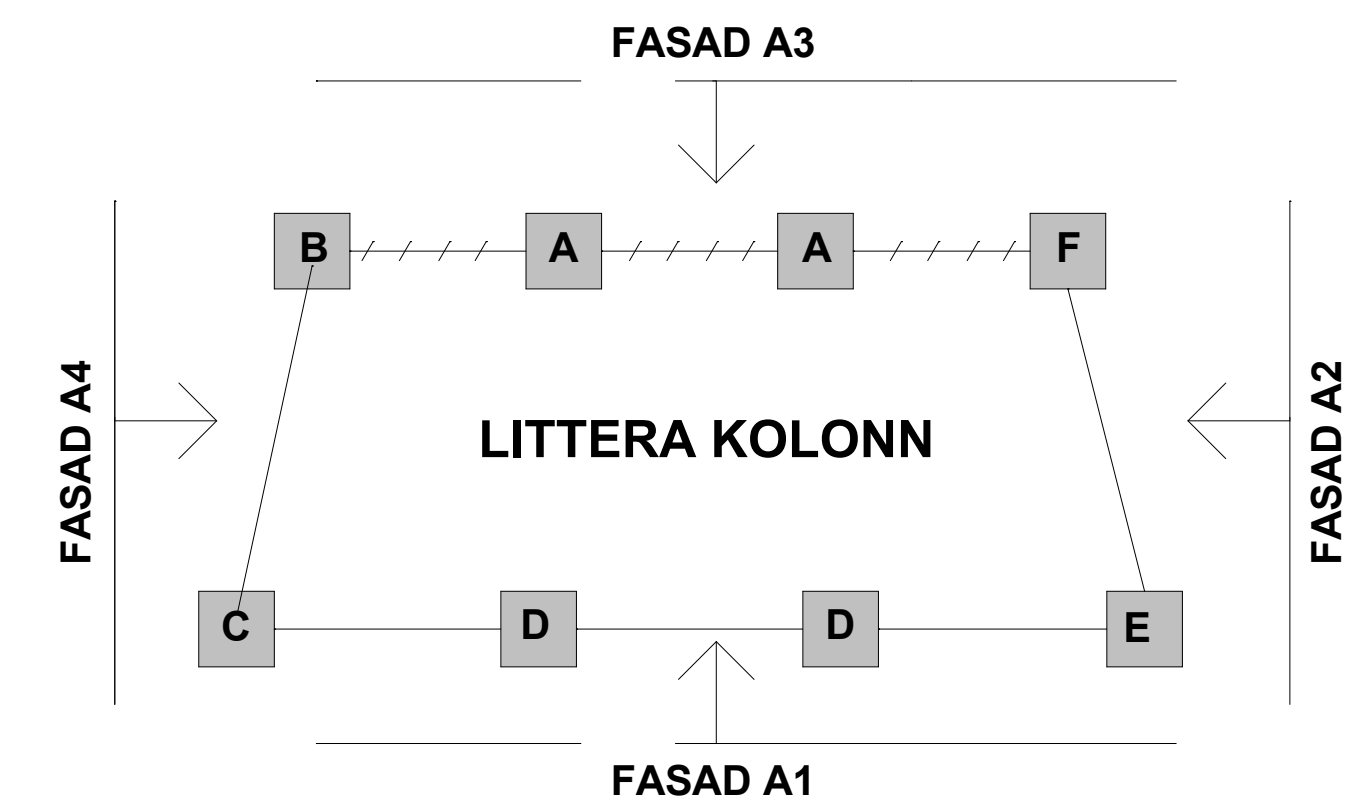 FASAD A3
B A A F
FASAD A4
LITTERA KOLONN
FASAD A2
C D D E
FASAD A1